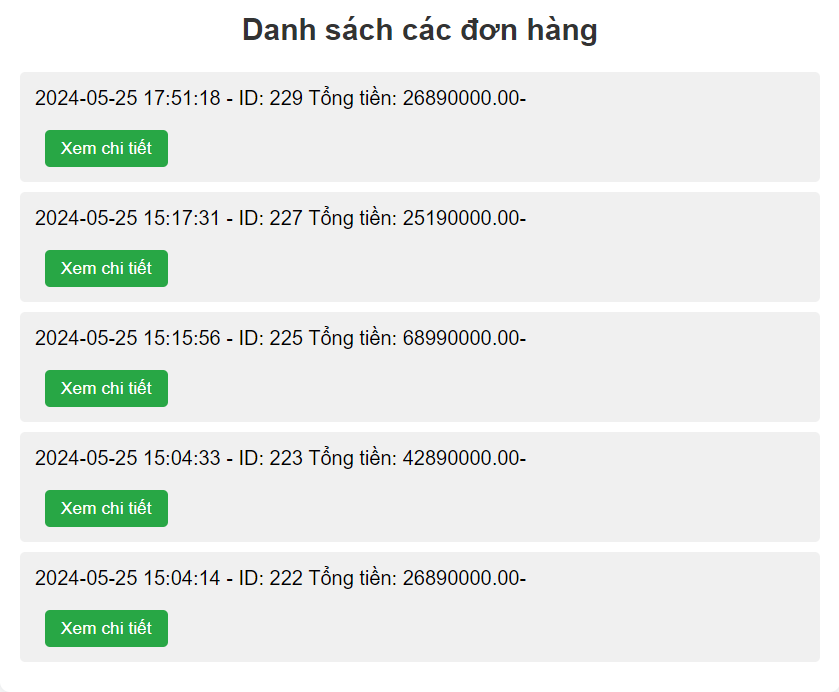 Danh sách các đơn hàng
2024-05-25 17:51:18 - ID: 229 Tổng tiền: 26890000.00-
Xem chi tiết
2024-05-25 15:17:31 - ID: 227 Tổng tiền: 25190000.00-
Xem chi tiết
2024-05-25 15:15:56 - ID: 225 Tổng tiền: 68990000.00-
Xem chi tiết
2024-05-25 15:04:33 - ID: 223 Tổng tiền: 42890000.00-
Xem chi tiết
2024-05-25 15:04:14 - ID: 222 Tổng tiền: 26890000.00-
Xem chi tiết